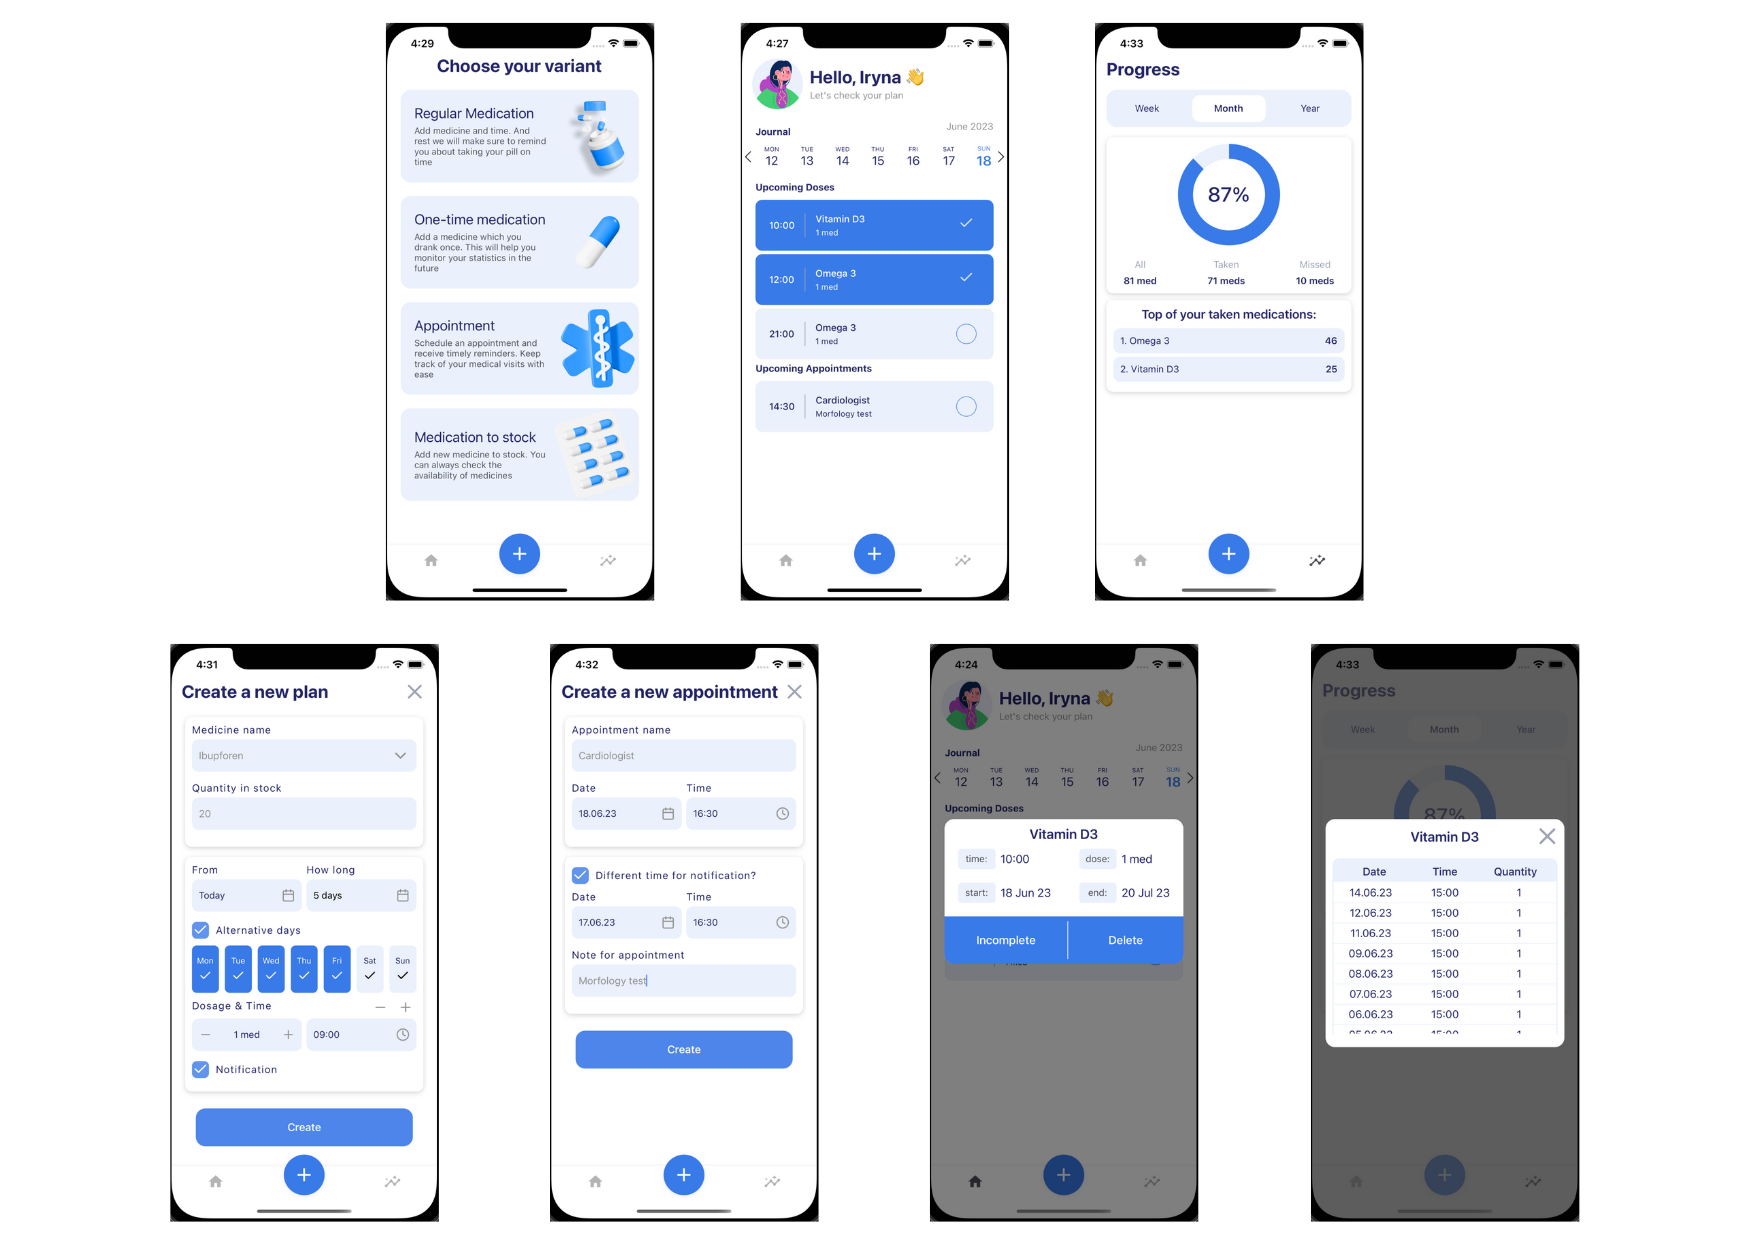 4:29
Choose your variant
Regular Medication
Add medicine and time. And
rest we will make sure to remind
you about taking your pill on
time
One-time medication
Add a medicine which you
drank once. This will help you
monitor your statistics in the
future
Appointment
Schedule an appointment and
receive timely reminders. Keep
track of your medical visits with
ease
Medication to stock
Add new medicine to stock. You
can always check the
availability of medicines
4:27
Hello, Iryna 👋
Let's check your plan
Journal
June 2023
MON TUE WED THU FRI SAT SUN
12 13 14 15 16 17 18
Upcoming Doses
10:00 Vitamin D3
1 med
12:00 Omega 3
1 med
21:00 Omega 3
1 med
Upcoming Appointments
14:30 Cardiologist
Morfology test
4:33
Progress
Week Month Year
87%
All Taken Missed
81 med 71 meds 10 meds
Top of your taken medications:
1. Omega 3 46
2. Vitamin D3 25
4:31
Create a new plan
Medicine name
Ibupforen
Quantity in stock
20
From How long
Today 5 days
Alternative days
Mon Tue Wed Thu Fri Sat Sun
Dosage & Time
1 med 09:00
Notification
Create
4:32
Create a new appointment
Appointment name
Cardiologist
Date Time
18.06.23 16:30
Different time for notification?
Date Time
17.06.23 16:30
Note for appointment
Morfology test
Create
4:24
Hello, Iryna 👋
Let's check your plan
Journal
June 2023
MON TUE WED THU FRI SAT SUN
12 13 14 15 16 17 18
Upcoming Doses
Vitamin D3
time: 10:00 dose: 1 med
start: 18 Jun 23 end: 20 Jul 23
Incomplete Delete
4:33
Progress
Week Month Year
87%
Vitamin D3
Date Time Quantity
14.06.23 15:00 1
12.06.23 15:00 1
11.06.23 15:00 1
09.06.23 15:00 1
08.06.23 15:00 1
07.06.23 15:00 1
06.06.23 15:00 1
05.06.23 15:00 1